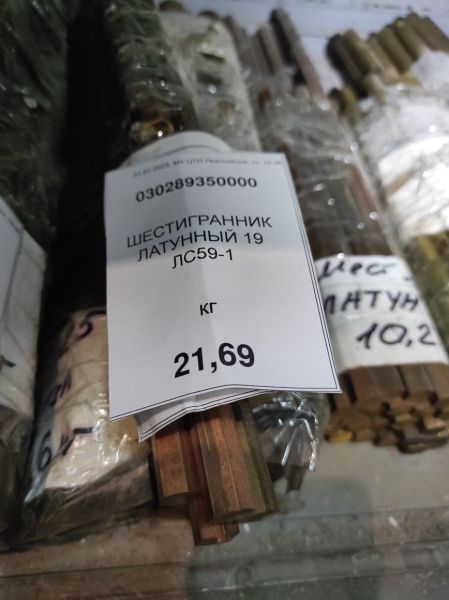 030289350000
ШЕСТИГРАННИК
ЛАТУННЫЙ 19
ЛС59-1
кг
21,69
шест
ЛАТУН
10,2